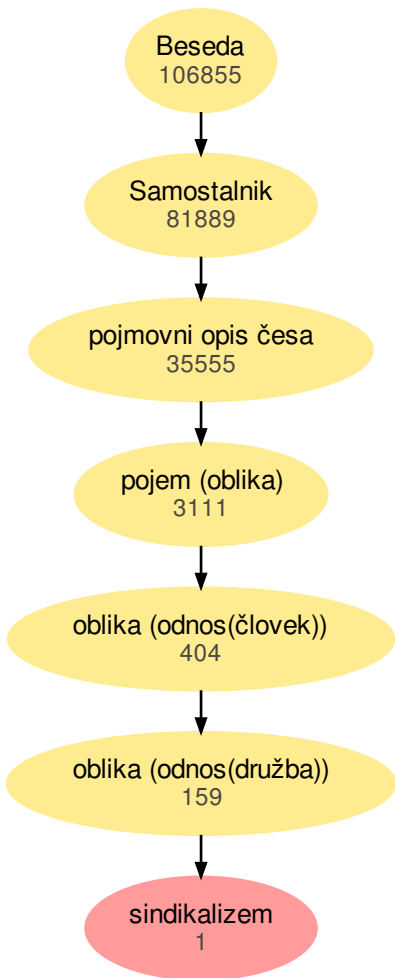 Beseda
106855
Samostalnik
81889
pojmovni opis česa
35555
pojem (oblika)
3111
oblika (odnos(človek))
404
oblika (odnos(družba))
159
sindikalizem
1